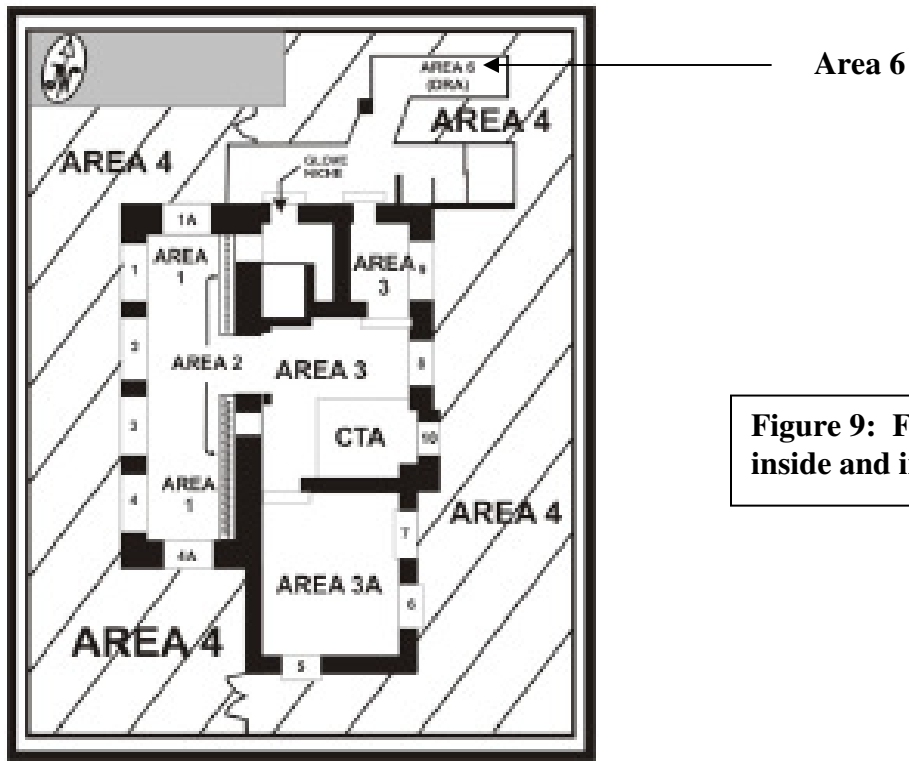 Area 6
AREA 6
(DRA)
AREA 4
AREA 4
GLOVE
NICHE
1A
AREA
1
1
AREA
3
9
2
AREA 2
AREA 3
8
3
CTA
10
Figure 9: F
inside and i
4
AREA
1
AREA 4
7
4A
AREA 3A
6
AREA 4
5